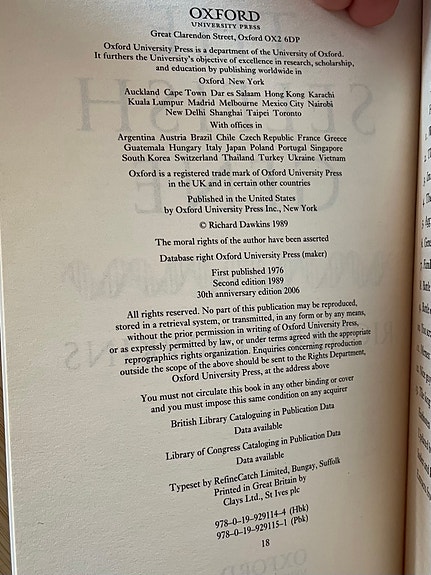 OXFORD
UNIVERSITY PRESS
Great Clarendon Street, Oxford OX2 6DP
Oxford University Press is a department of the University of Oxford.
It furthers the University's objective of excellence in research, scholarship,
and education by publishing worldwide in
Oxford New York
Auckland Cape Town Dar es Salaam Hong Kong Karachi
Kuala Lumpur Madrid Melbourne Mexico City Nairobi
New Delhi Shanghai Taipei Toronto
With offices in
Argentina Austria Brazil Chile Czech Republic France Greece
Guatemala Hungary Italy Japan Poland Portugal Singapore
South Korea Switzerland Thailand Turkey Ukraine Vietnam
Oxford is a registered trade mark of Oxford University Press
in the UK and in certain other countries
Published in the United States
by Oxford University Press Inc., New York
© Richard Dawkins 1989
The moral rights of the author have been asserted
Database right Oxford University Press (maker)
First published 1976
Second edition 1989
30th anniversary edition 2006
All rights reserved. No part of this publication may be reproduced,
stored in a retrieval system, or transmitted, in any form or by any means,
without the prior permission in writing of Oxford University Press,
or as expressly permitted by law, or under terms agreed with the appropriate
reprographics rights organization. Enquiries concerning reproduction
outside the scope of the above should be sent to the Rights Department,
Oxford University Press, at the address above
You must not circulate this book in any other binding or cover
and you must impose this same condition on any acquirer
British Library Cataloguing in Publication Data
Data available
Library of Congress Cataloging in Publication Data
Data available
Typeset by RefineCatch Limited, Bungay, Suffolk
Printed in Great Britain by
Clays Ltd., St Ives plc
978–0–19–929114–4 (Hbk)
978–0–19–929115–1 (Pbk)
18